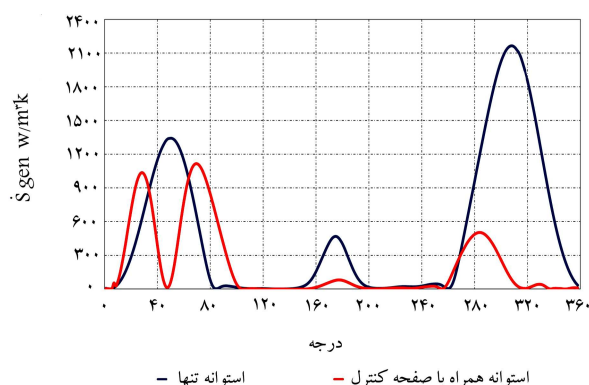 ۲۴۰۰
۲۱۰۰
۱۸۰۰
۱۵۰۰
۱۲۰۰
۹۰۰
۶۰۰
۳۰۰
۰
Ṡgen w/m۳k
۰ ۴۰ ۸۰ ۱۲۰ ۱۶۰ ۲۰۰ ۲۴۰ ۲۸۰ ۳۲۰ ۳۶۰
درجه
استوانه همراه با صفحه کنترل
استوانه تنها